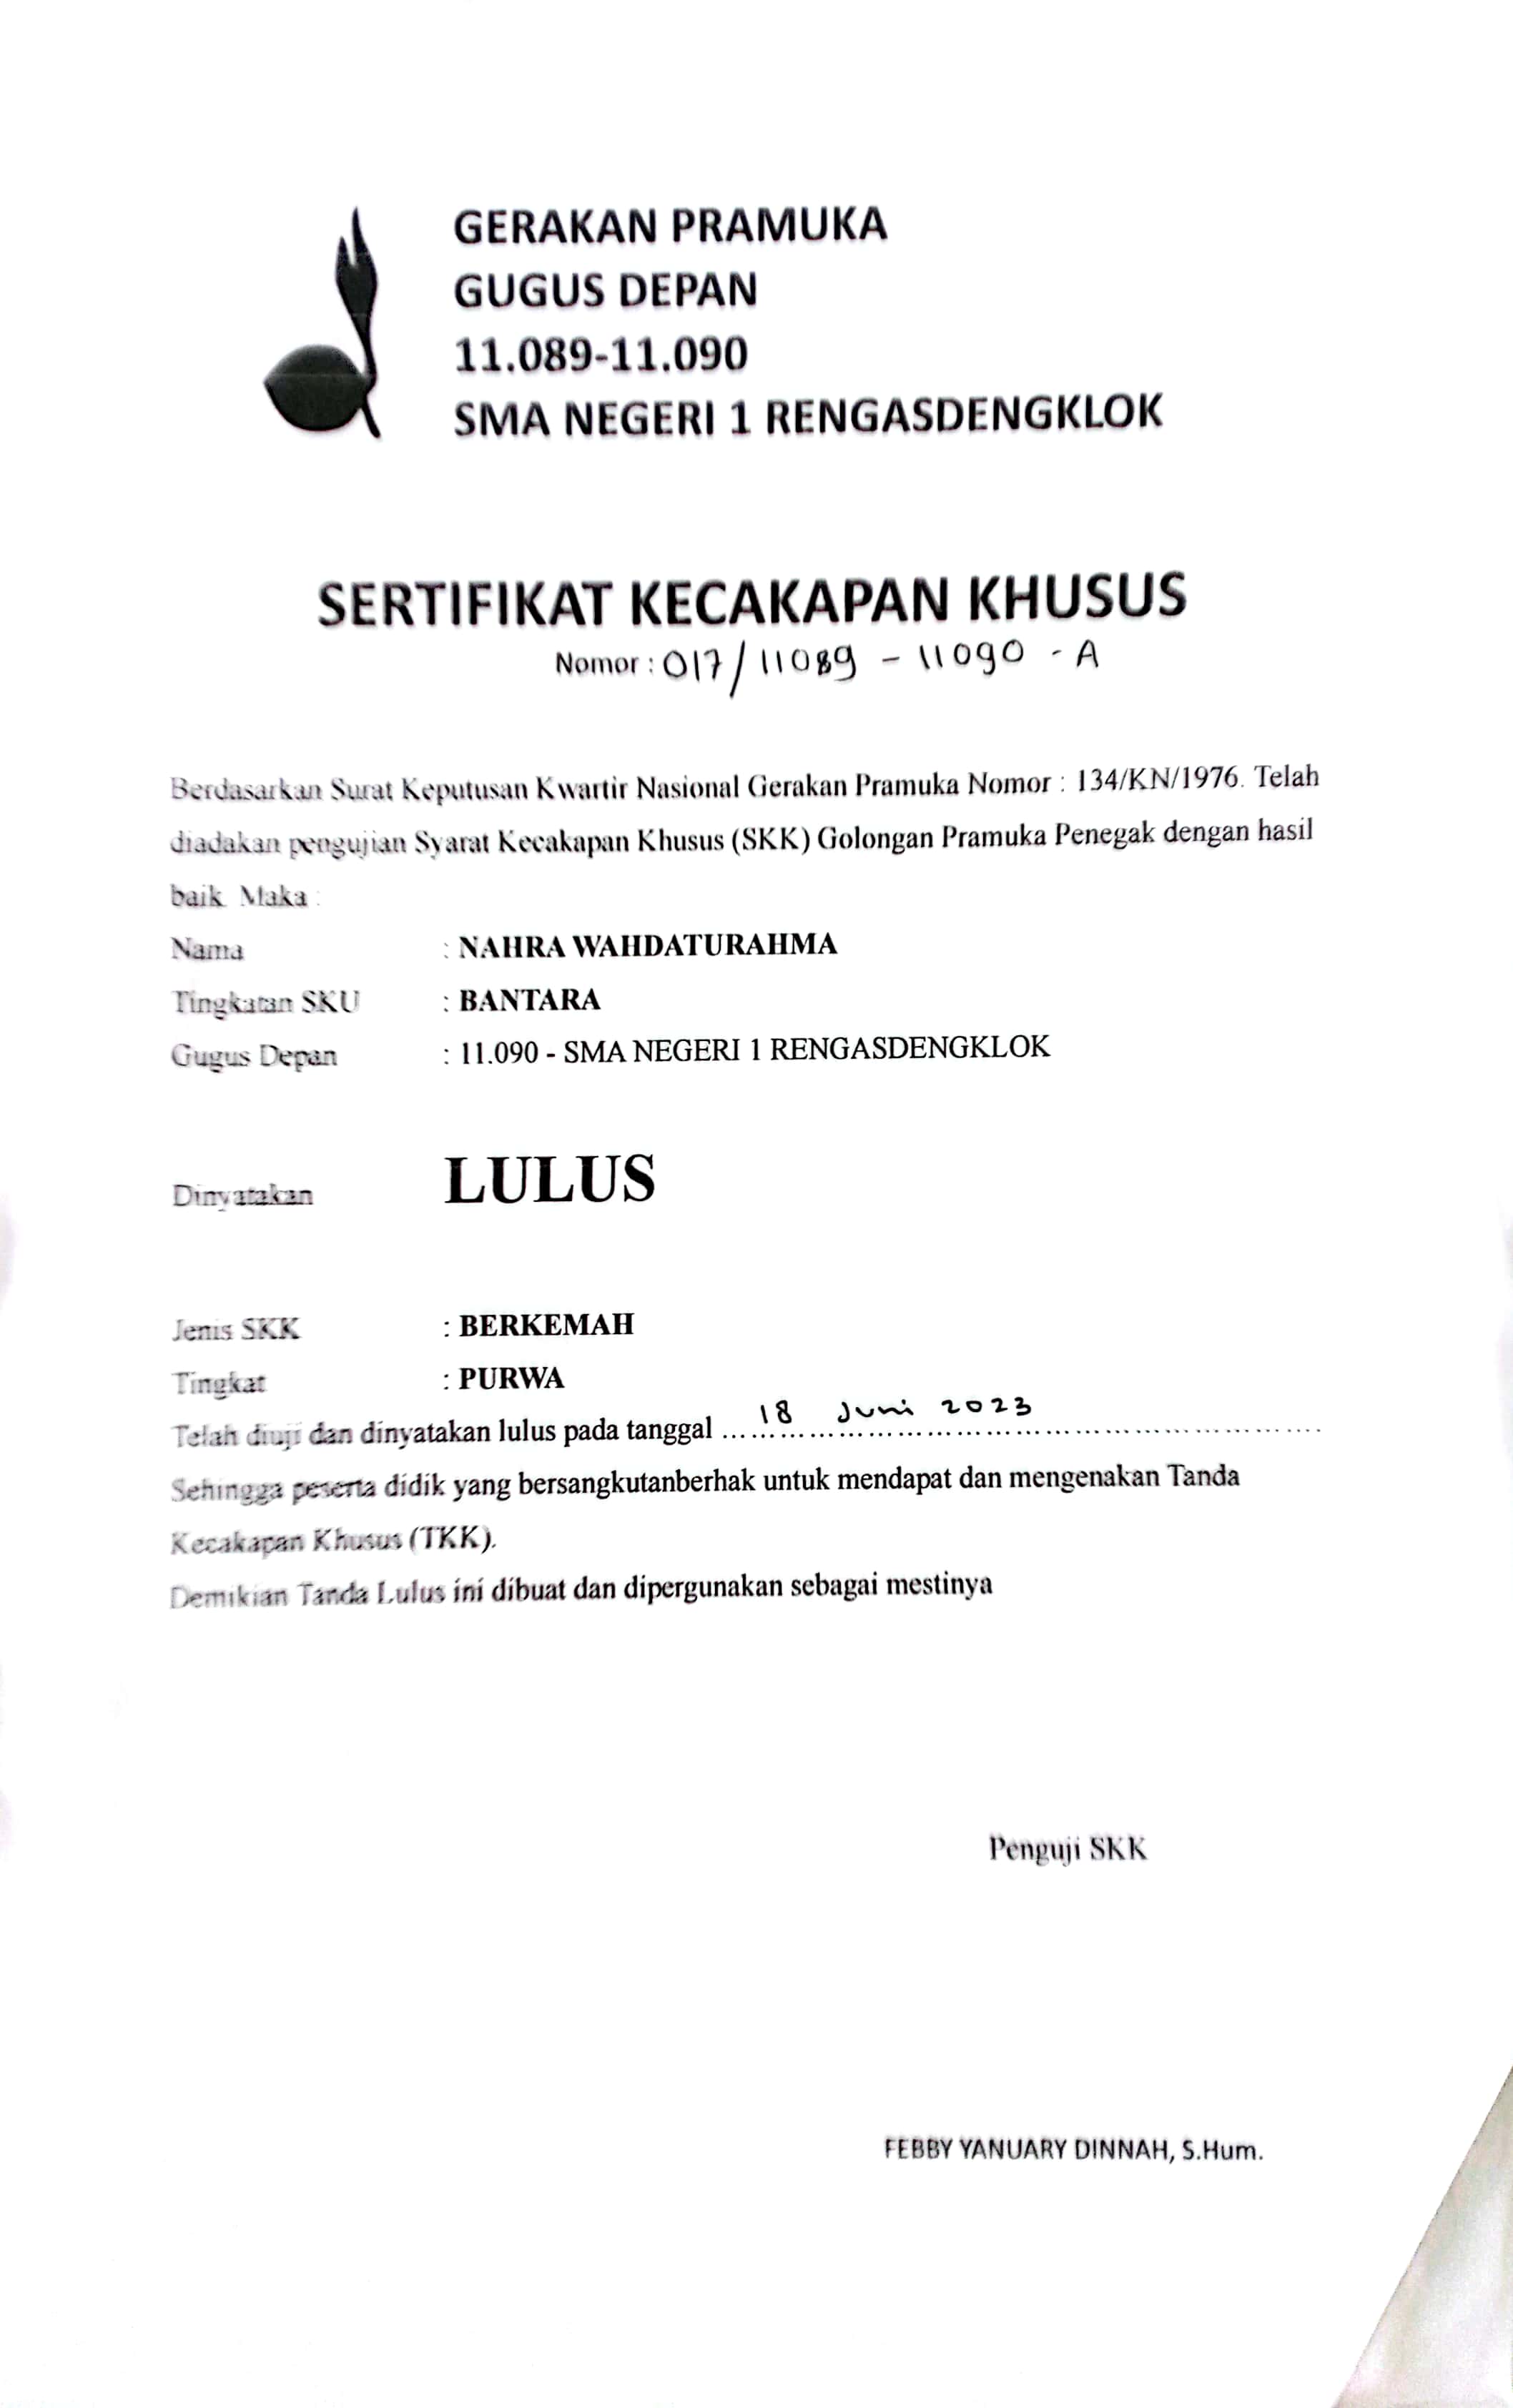 GERAKAN PRAMUKA
GUGUS DEPAN
11.089-11.090
SMA NEGERI 1 RENGASDENGKLOK
SERTIFIKAT KECAKAPAN KHUSUS
Nomor : 017/11089 - 11090 - A
Berdasarkan Surat Keputusan Kwartir Nasional Gerakan Pramuka Nomor : 134/KN/1976. Telah
diadakan pengujian Syarat Kecakapan Khusus (SKK) Golongan Pramuka Penegak dengan hasil
baik. Maka :
Nama : NAHRA WAHDATURAHMA
Tingkatan SKU : BANTARA
Gugus Depan : 11.090 - SMA NEGERI 1 RENGASDENGKLOK
Dinyatakan LULUS
Jenis SKK : BERKEMAH
Tingkat : PURWA
Telah diuji dan dinyatakan lulus pada tanggal ... 18 Juni 2023 ...
Sehingga peserta didik yang bersangkutanberhak untuk mendapat dan mengenakan Tanda
Kecakapan Khusus (TKK).
Demikian Tanda Lulus ini dibuat dan dipergunakan sebagai mestinya
Penguji SKK
FEBBY YANUARY DINNAH, S.Hum.